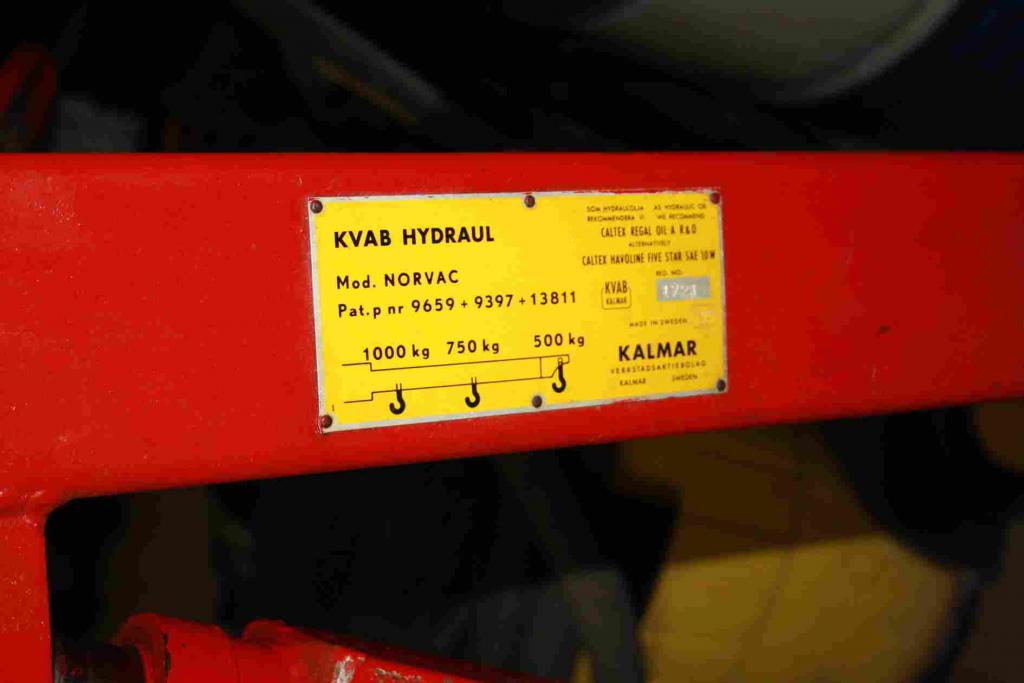 KVAB HYDRAUL
Mod. NORVAC
Pat.p nr 9659 + 9397 + 13811
1000 kg 750 kg 500 kg
1
SOM HYDRAULOLJA AS HYDRAULIC OIL
REKOMMENDERA VI WE RECOMMEND
CALTEX REGAL OIL A R&O
ALTERNATIVELY
CALTEX HAVOLINE FIVE STAR SAE 10W
REG. NO.
KVAB
KALMAR
MADE IN SWEDEN
KALMAR
VERKSTADSAKTIEBOLAG
KALMAR SWEDEN